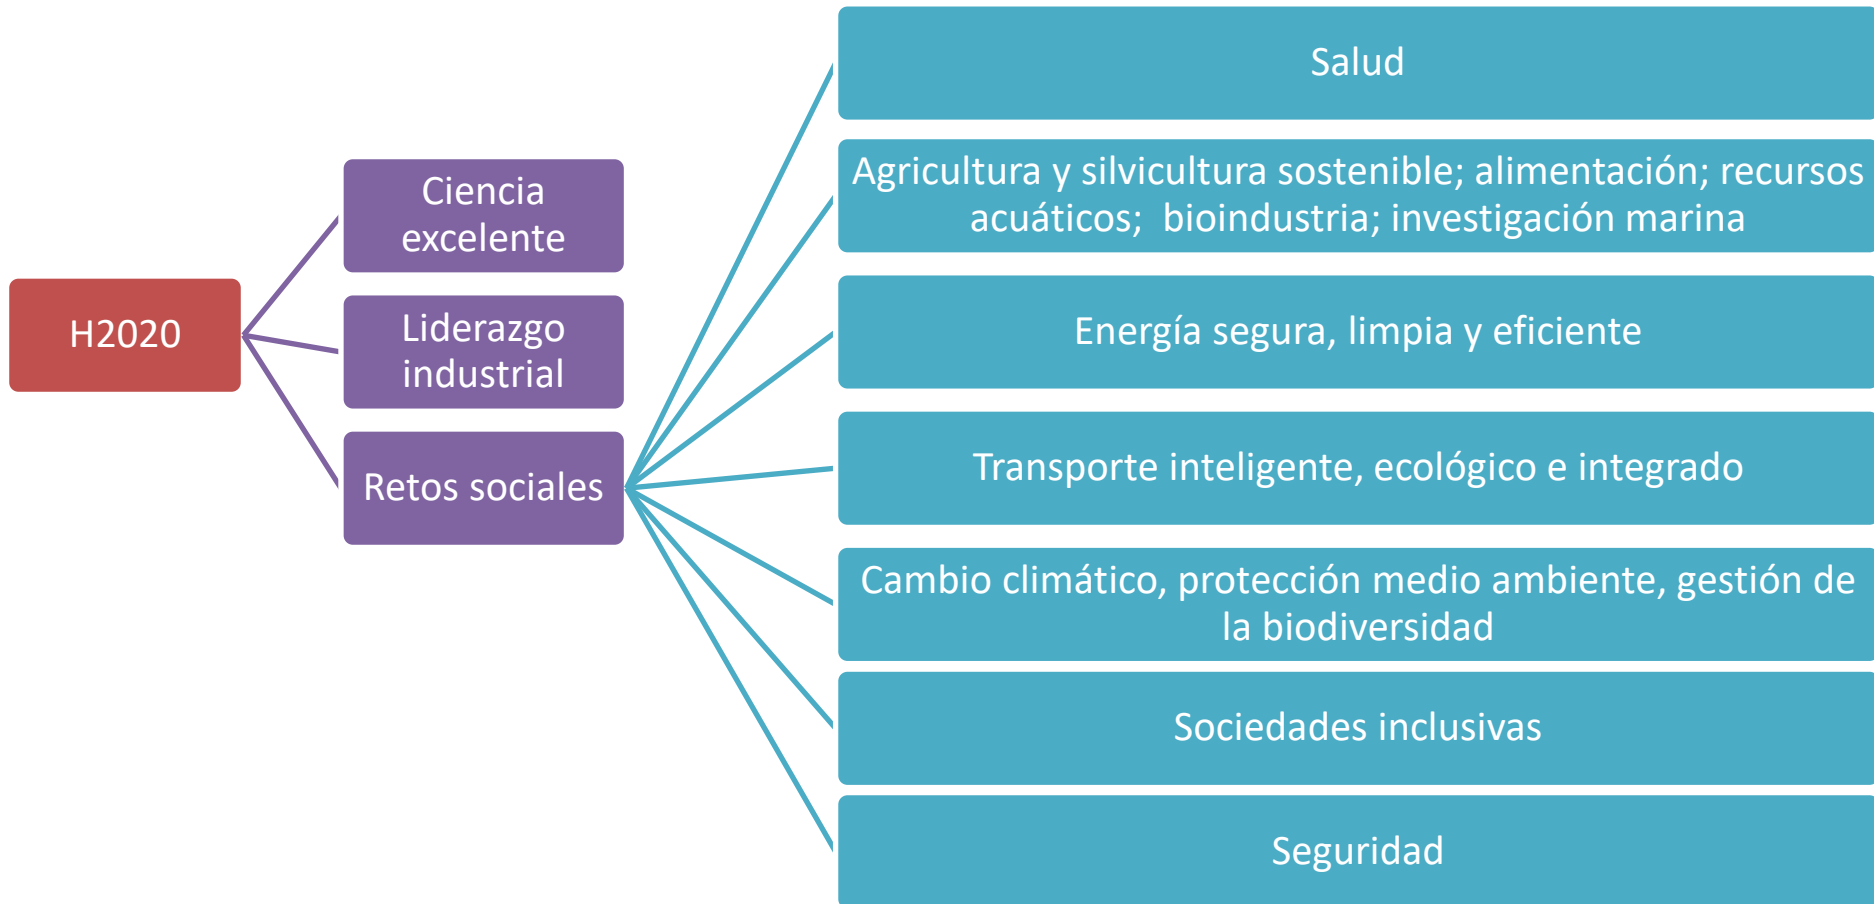 H2020
Ciencia
excelente
Liderazgo
industrial
Retos sociales
Salud
Agricultura y silvicultura sostenible; alimentación; recursos
acuáticos;  bioindustria; investigación marina
Energía segura, limpia y eficiente
Transporte inteligente, ecológico e integrado
Cambio climático, protección medio ambiente, gestión de
la biodiversidad
Sociedades inclusivas
Seguridad